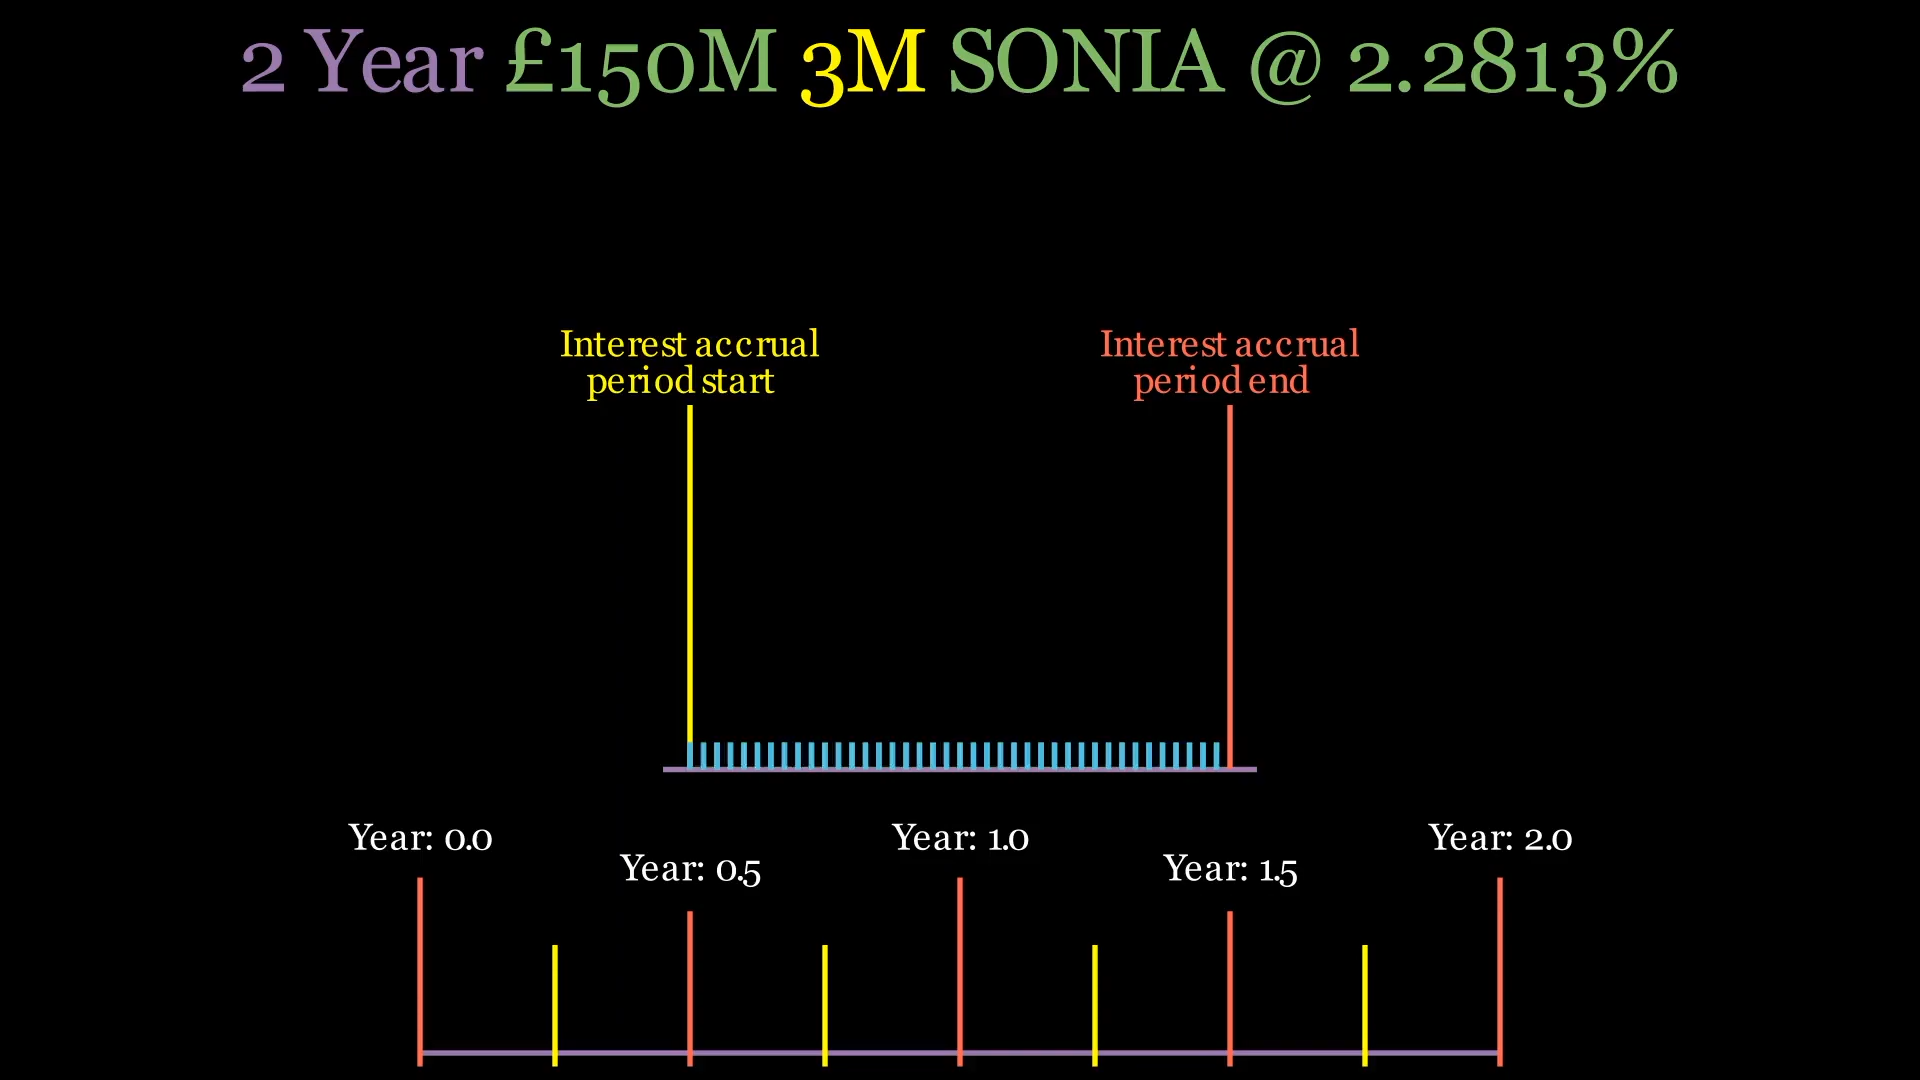 2 Year £150M 3M SONIA @ 2.2813%
Interest accrual
period start
Interest accrual
period end
Year: 0.0
Year: 0.5
Year: 1.0
Year: 1.5
Year: 2.0